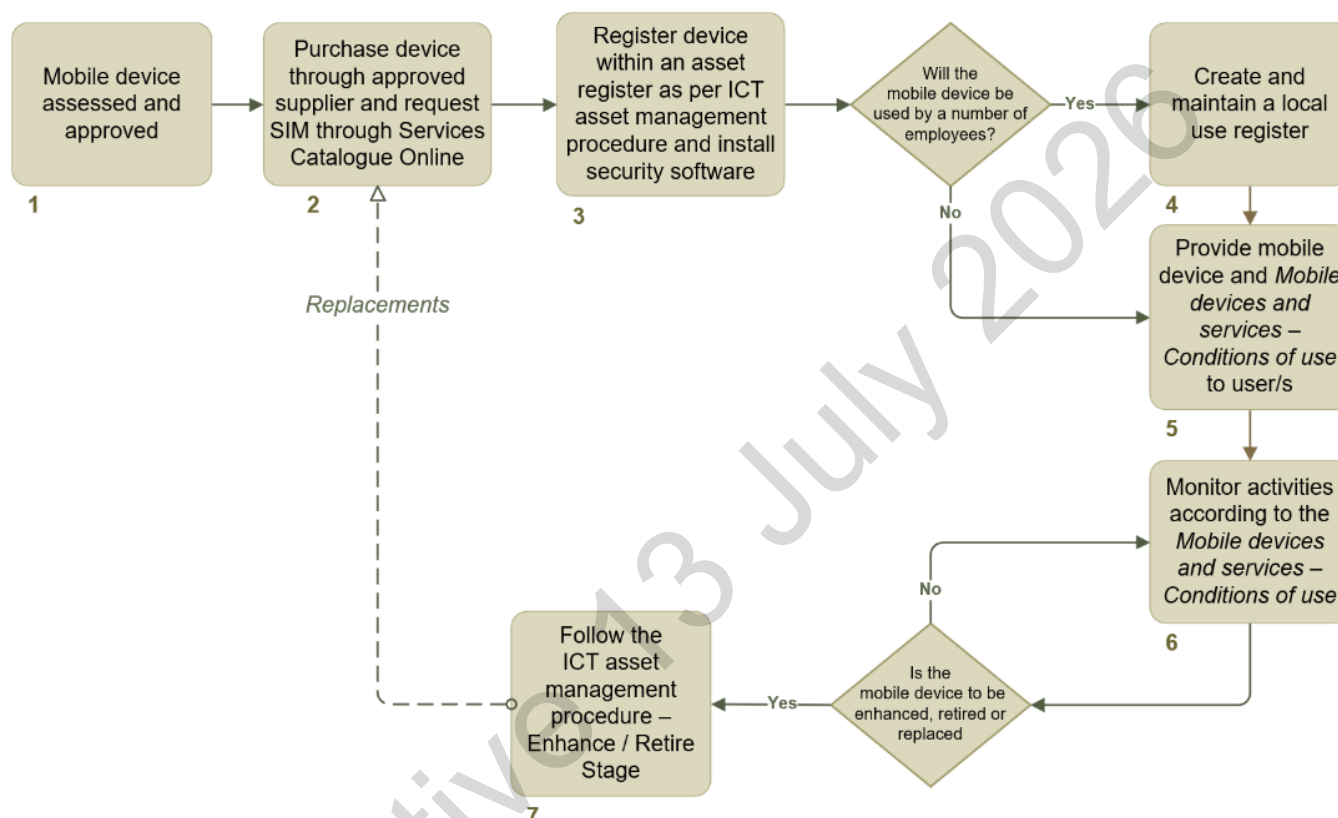 Mobile device
assessed and
approved
1
Purchase device
through approved
supplier and request
SIM through Services
Catalogue Online
2
Register device
within an asset
register as per ICT
asset management
procedure and install
security software
3
Will the
mobile device be
used by a number of
employees?
Yes
No
Create and
maintain a local
use register
4
Provide mobile
device and Mobile
devices and
services –
Conditions of use
to user/s
5
Monitor activities
according to the
Mobile devices
and services –
Conditions of use
6
Is the
mobile device to be
enhanced, retired or
replaced
No
Yes
Follow the
ICT asset
management
procedure –
Enhance / Retire
Stage
7
Replacements
13 July 2026